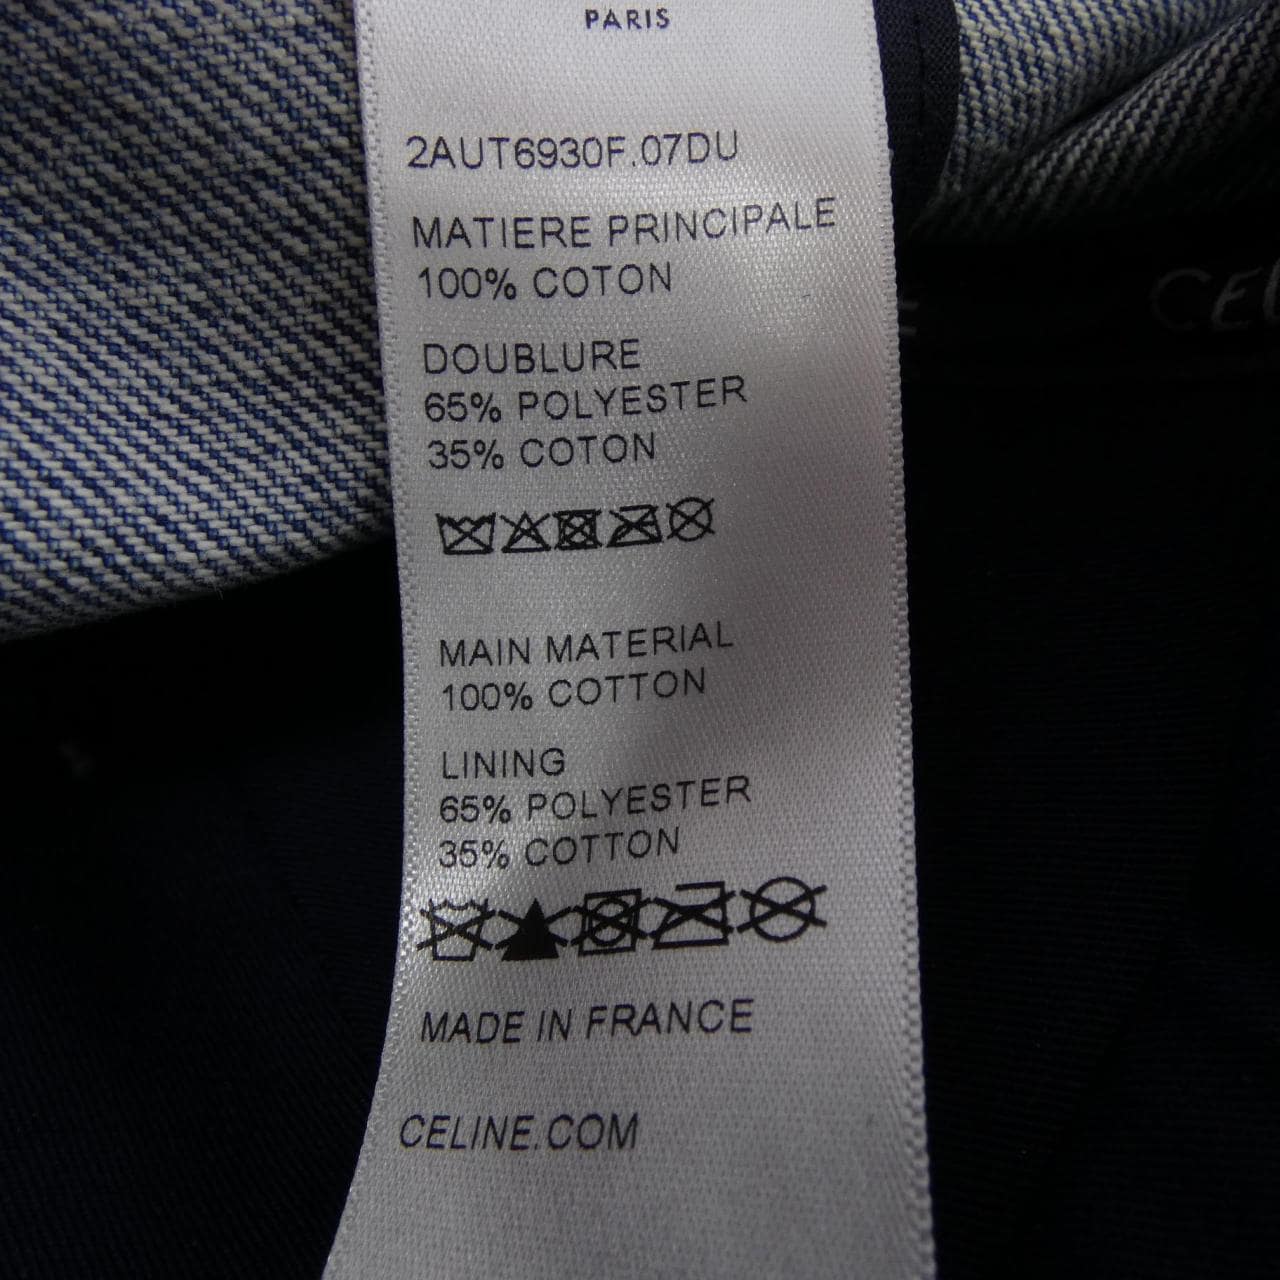 PARIS
2AUT6930F.07DU
MATIERE PRINCIPALE
100% COTON
DOUBLURE
65% POLYESTER
35% COTON
MAIN MATERIAL
100% COTTON
LINING
65% POLYESTER
35% COTTON
MADE IN FRANCE
CELINE.COM